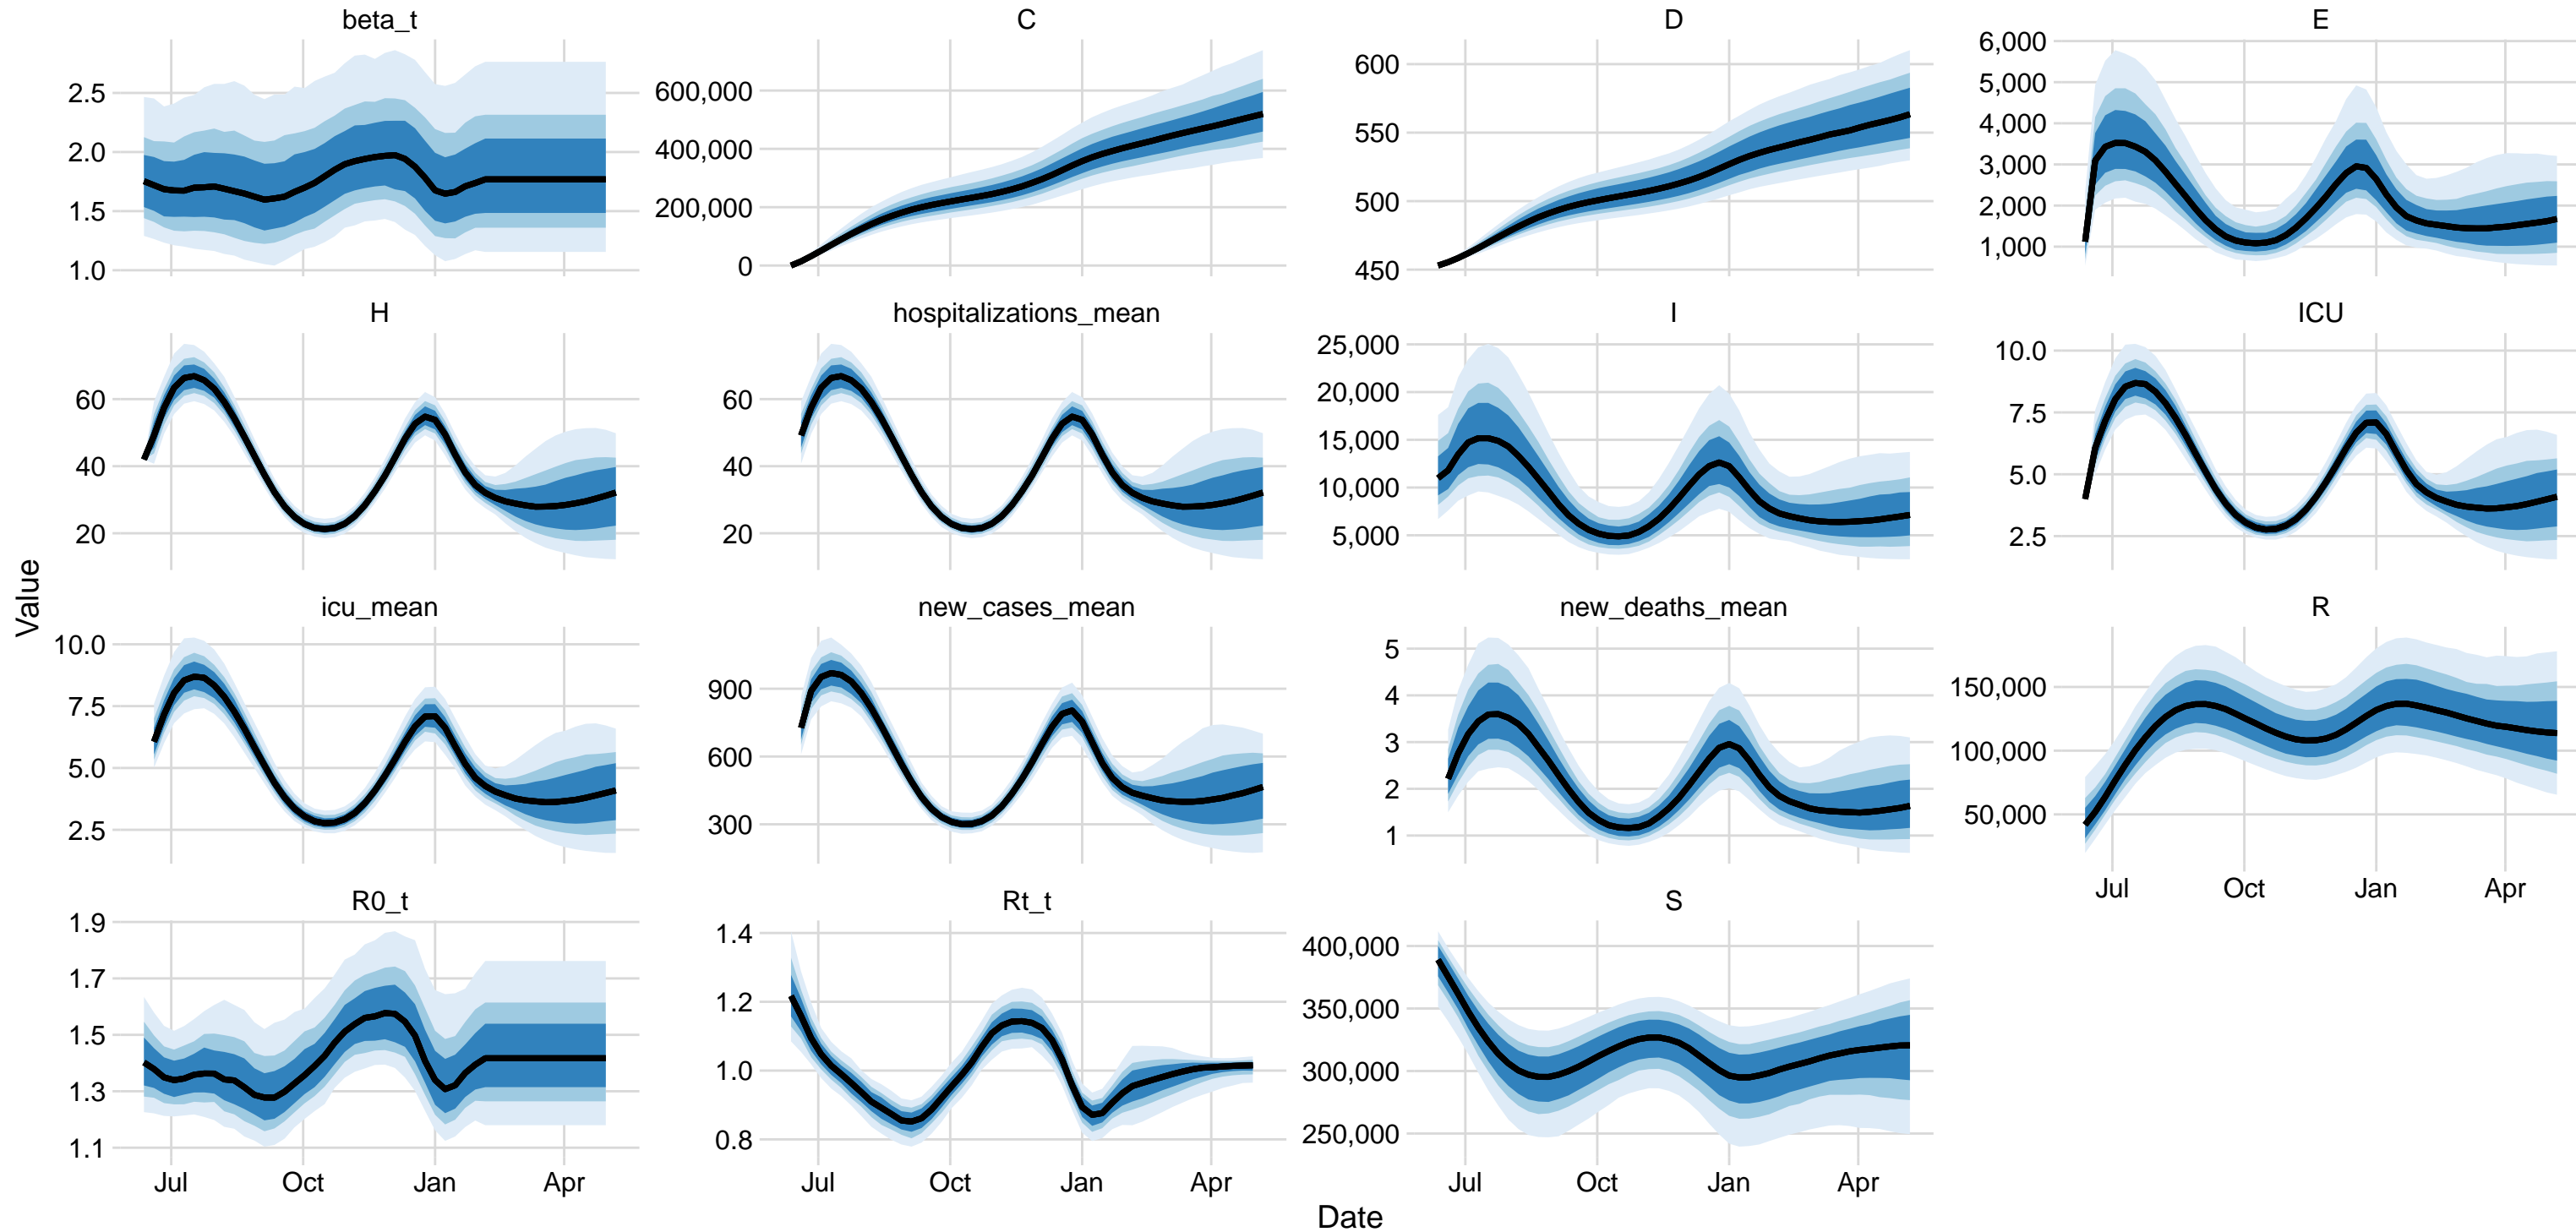 beta_t
C
D
E
2.5
2.0
1.5
1.0
600,000
400,000
200,000
0
600
550
500
450
6,000
5,000
4,000
3,000
2,000
1,000
H
hospitalizations_mean
I
ICU
60
40
20
60
40
20
25,000
20,000
15,000
10,000
5,000
10.0
7.5
5.0
2.5
Value
icu_mean
new_cases_mean
new_deaths_mean
R
10.0
7.5
5.0
2.5
900
600
300
5
4
3
2
1
150,000
100,000
50,000
Jul Oct Jan Apr
R0_t
Rt_t
S
1.9
1.7
1.5
1.3
1.1
1.4
1.2
1.0
0.8
400,000
350,000
300,000
250,000
Jul Oct Jan Apr
Jul Oct Jan Apr
Jul Oct Jan Apr
Date